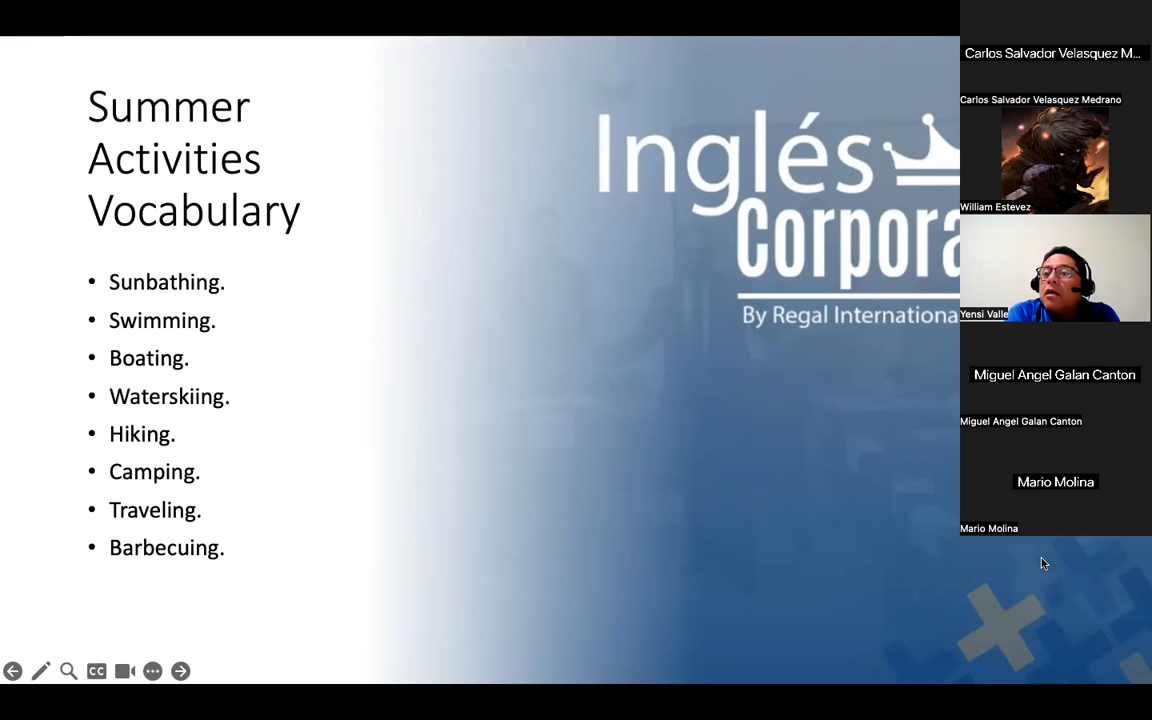 Summer
Activities
Vocabulary
• Sunbathing.
• Swimming.
• Boating.
• Waterskiing.
• Hiking.
• Camping.
• Traveling.
• Barbecuing.
Inglés
Corpora
By Regal Internationa
CC
Carlos Salvador Velasquez M...
Carlos Salvador Velasquez Medrano
William Estevez
Yensi Valle
Miguel Angel Galan Canton
Miguel Angel Galan Canton
Mario Molina
Mario Molina